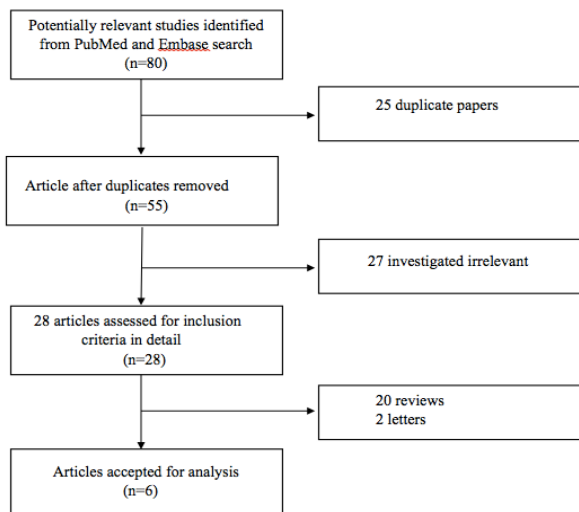 Potentially relevant studies identified
from PubMed and Embase search
(n=80)
25 duplicate papers
Article after duplicates removed
(n=55)
27 investigated irrelevant
28 articles assessed for inclusion
criteria in detail
(n=28)
20 reviews
2 letters
Articles accepted for analysis
(n=6)